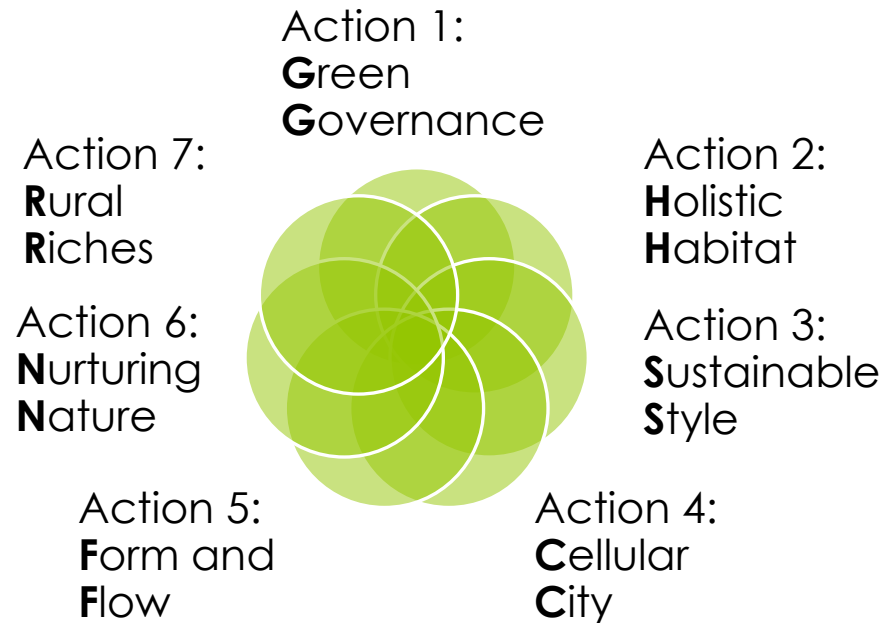 Action 1:
Green
Governance
Action 2:
Holistic
Habitat
Action 3:
Sustainable
Style
Action 4:
Cellular
City
Action 5:
Form and
Flow
Action 6:
Nurturing
Nature
Action 7:
Rural
Riches